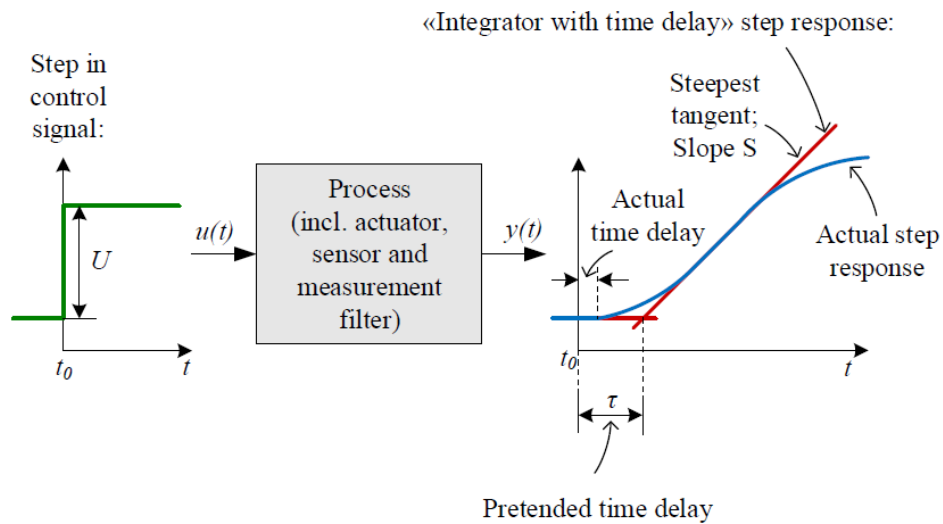 «Integrator with time delay» step response:
Step in
control
signal:
Steepest
tangent;
Slope S
Process
(incl. actuator,
sensor and
measurement
filter)
Actual
time delay
U
u(t)
y(t)
Actual step
response
t0
t
t0
t
τ
Pretended time delay